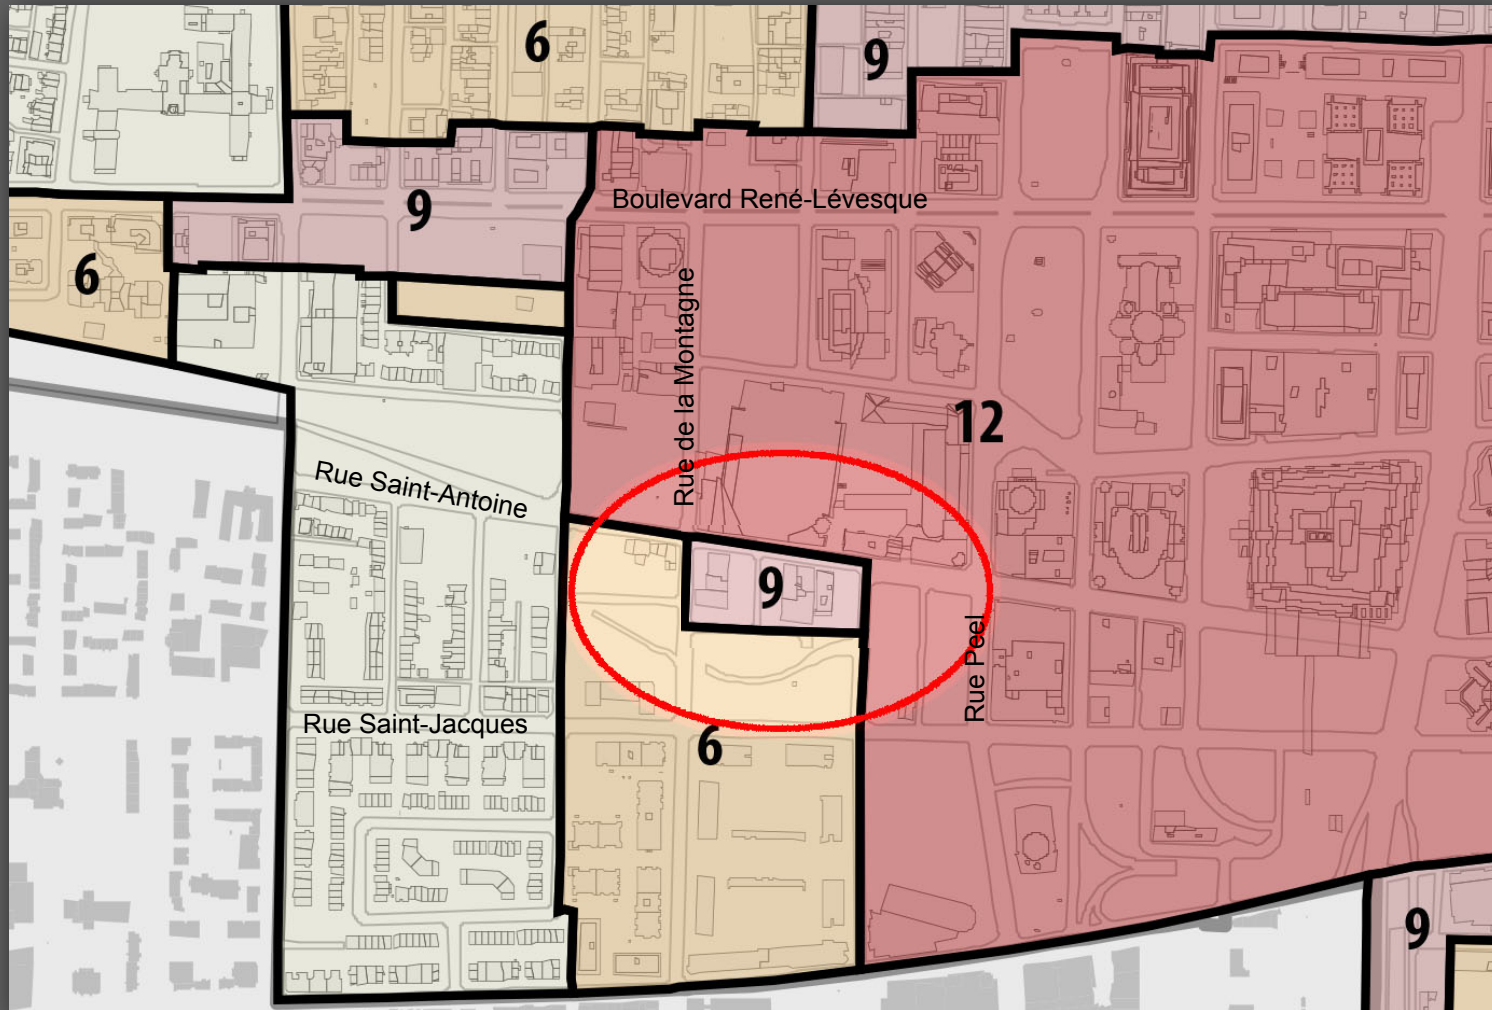 6
9
Boulevard René-Lévesque
9
6
Rue de la Montagne
12
Rue Saint-Antoine
9
Rue Peel
Rue Saint-Jacques
6
9